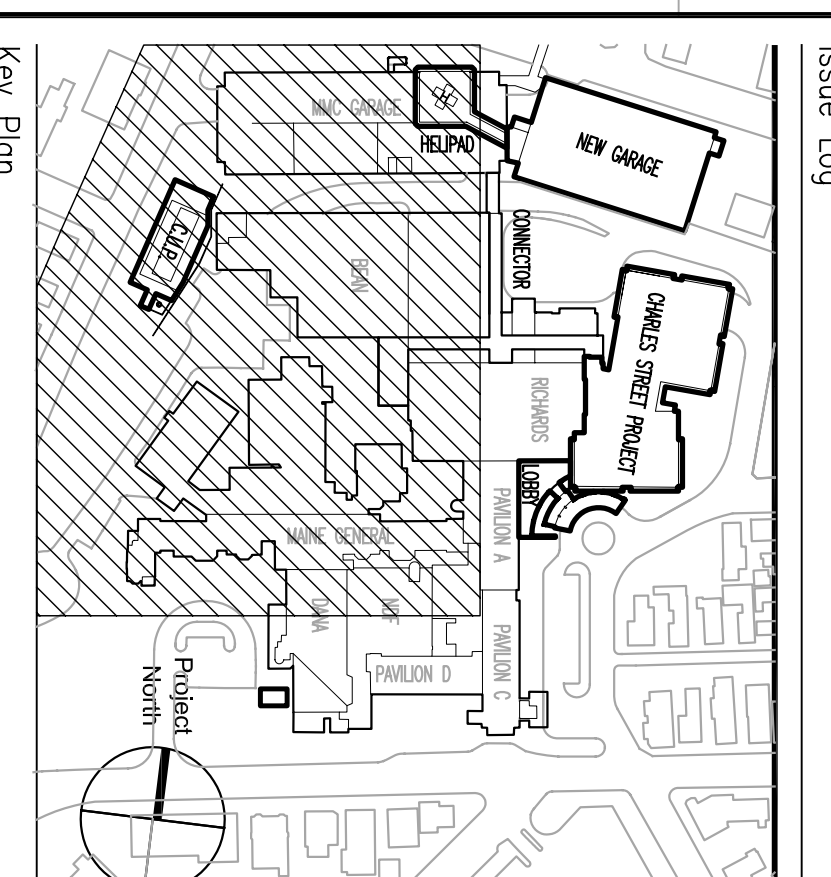 Issue Log
Key Plan
MMC GARAGE
HELIPAD
NEW GARAGE
C.U.P.
BEAN
CONNECTOR
CHARLES STREET PROJECT
RICHARDS
LOBBY
PAVILION A
MAINE GENERAL
DANA
NDF
PAVILION C
PAVILION D
Project
North